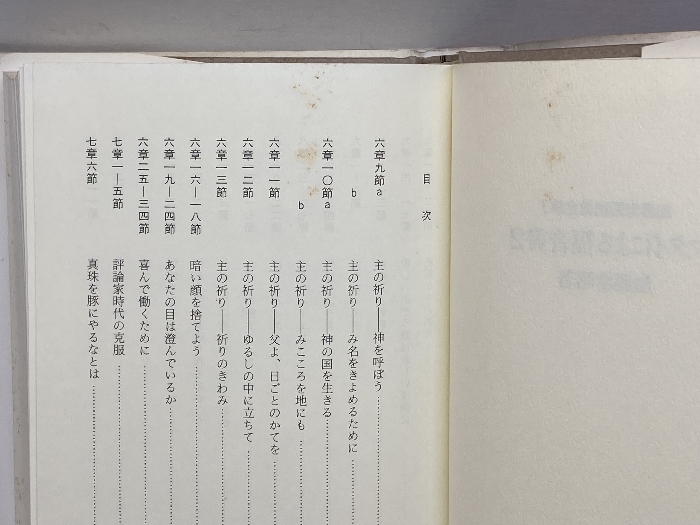 目次
六章九節a 主の祈り――神を呼ぼう
b 主の祈り――み名をきよめるために
六章一〇節a 主の祈り――神の国を生きる
b 主の祈り――みこころを地にも
六章一一節 主の祈り――父よ、日ごとのかてを
六章一二節 主の祈り――ゆるしの中に立ちて
六章一三節 主の祈り――祈りのきわみ
六章一六―一八節 暗い顔を捨てよう
六章一九―二四節 あなたの目は澄んでいるか
六章二五―三四節 喜んで働くために
七章一―五節 評論家時代の克服
七章六節 真珠を豚にやるなとは